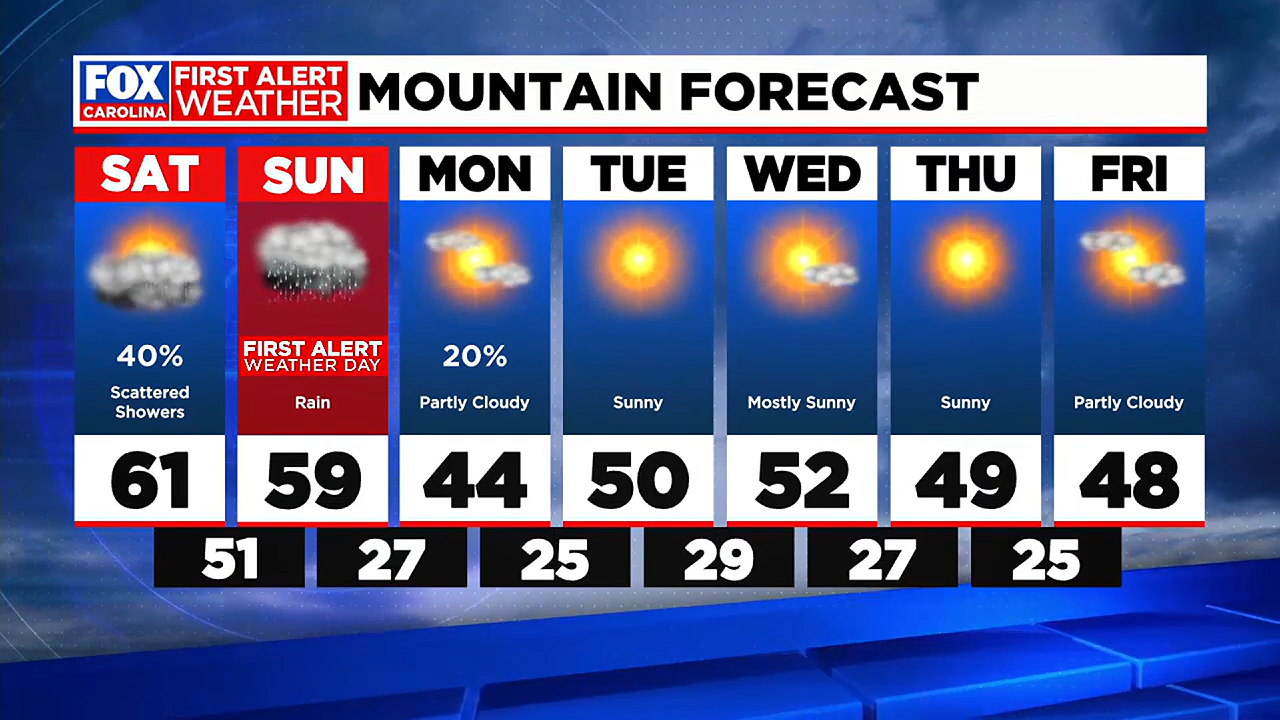 FOX
CAROLINA
FIRST ALERT
WEATHER
MOUNTAIN FORECAST
SAT
SUN
MON
TUE
WED
THU
FRI
40%
FIRST ALERT
WEATHER DAY
20%
Scattered
Showers
Rain
Partly Cloudy
Sunny
Mostly Sunny
Sunny
Partly Cloudy
61
59
44
50
52
49
48
51
27
25
29
27
25